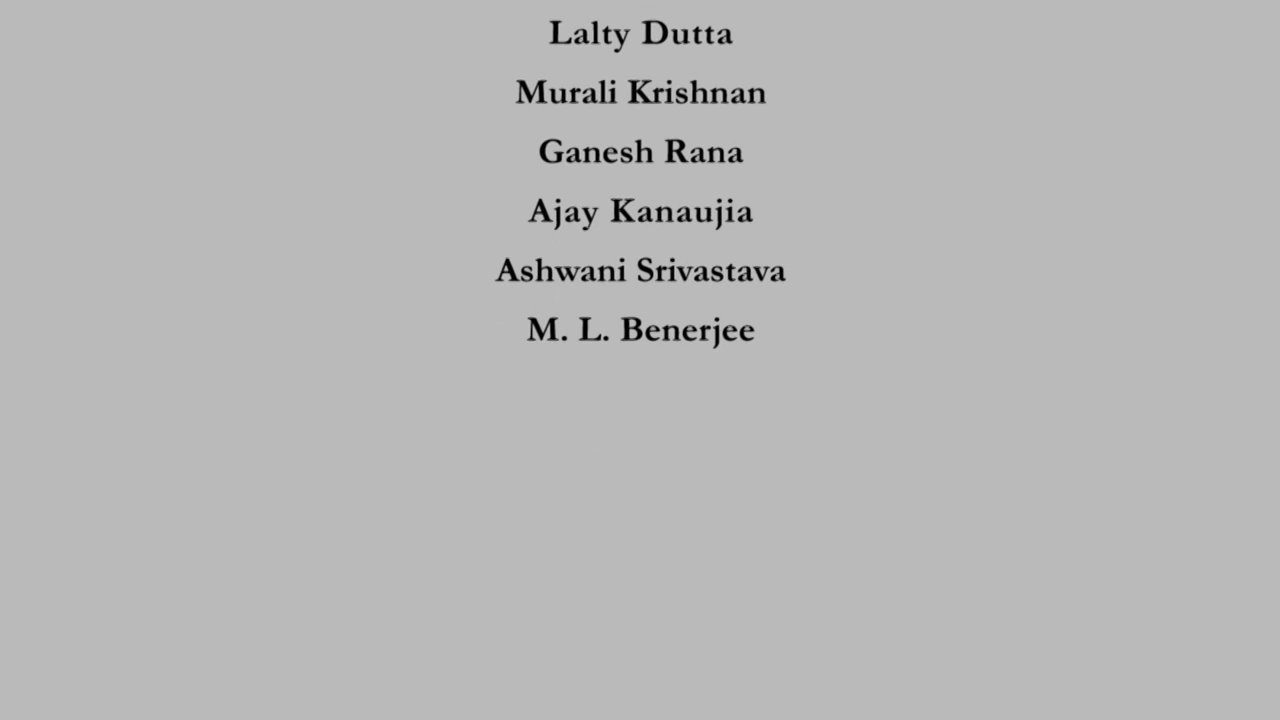 Lalty Dutta
Murali Krishnan
Ganesh Rana
Ajay Kanaujia
Ashwani Srivastava
M. L. Benerjee